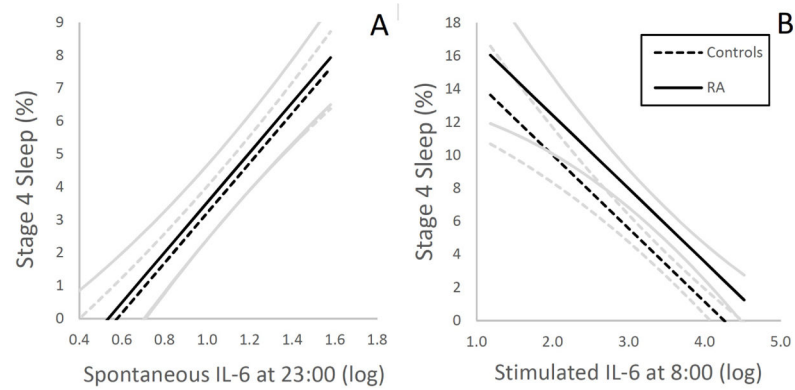 A
9
8
7
6
5
4
3
2
1
0
0.4 0.6 0.8 1.0 1.2 1.4 1.6 1.8
Stage 4 Sleep (%)
Spontaneous IL-6 at 23:00 (log)
B
18
16
14
12
10
8
6
4
2
0
1.0 2.0 3.0 4.0 5.0
Stage 4 Sleep (%)
Stimulated IL-6 at 8:00 (log)
Controls
RA